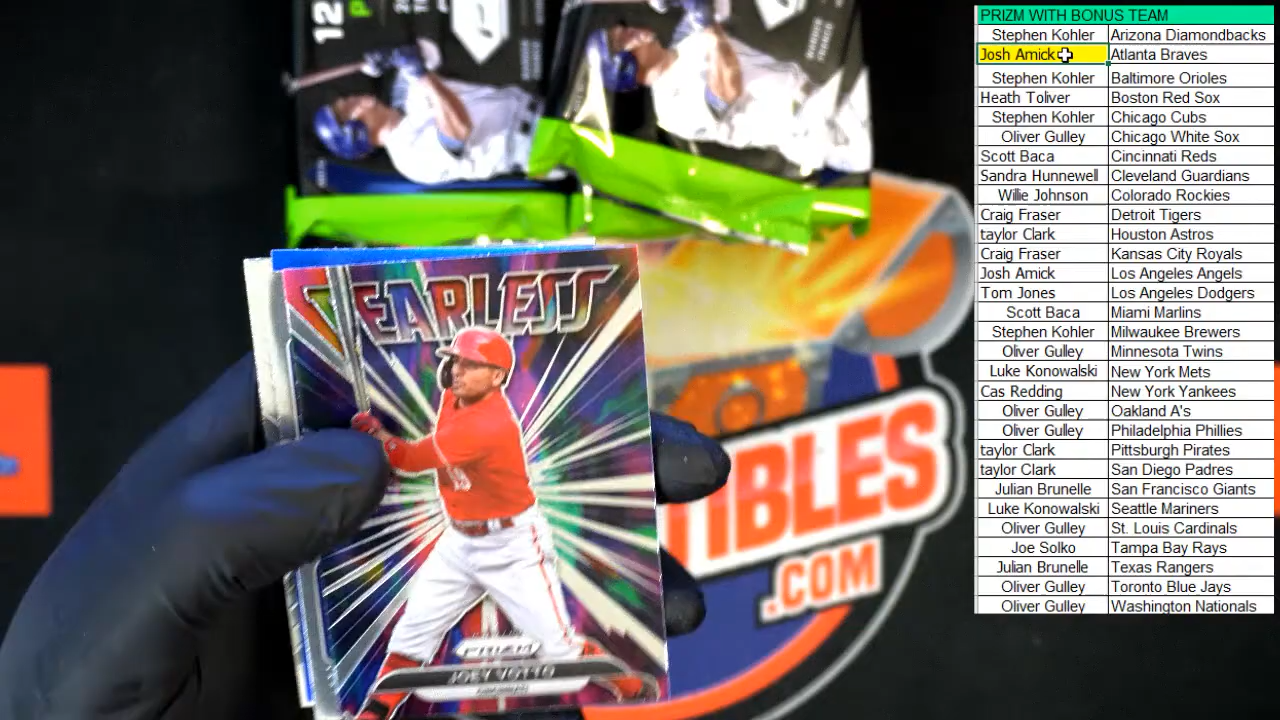 12
FEARLESS
PRIZM
JOEY VOTTO
CINCINNATI
TIBLES
.COM
PRIZM WITH BONUS TEAM
Stephen Kohler Arizona Diamondbacks
Josh Amick Atlanta Braves
Stephen Kohler Baltimore Orioles
Heath Toliver Boston Red Sox
Stephen Kohler Chicago Cubs
Oliver Gulley Chicago White Sox
Scott Baca Cincinnati Reds
Sandra Hunnewell Cleveland Guardians
Willie Johnson Colorado Rockies
Craig Fraser Detroit Tigers
taylor Clark Houston Astros
Craig Fraser Kansas City Royals
Josh Amick Los Angeles Angels
Tom Jones Los Angeles Dodgers
Scott Baca Miami Marlins
Stephen Kohler Milwaukee Brewers
Oliver Gulley Minnesota Twins
Luke Konowalski New York Mets
Cas Redding New York Yankees
Oliver Gulley Oakland A's
Oliver Gulley Philadelphia Phillies
taylor Clark Pittsburgh Pirates
taylor Clark San Diego Padres
Julian Brunelle San Francisco Giants
Luke Konowalski Seattle Mariners
Oliver Gulley St. Louis Cardinals
Joe Solko Tampa Bay Rays
Julian Brunelle Texas Rangers
Oliver Gulley Toronto Blue Jays
Oliver Gulley Washington Nationals